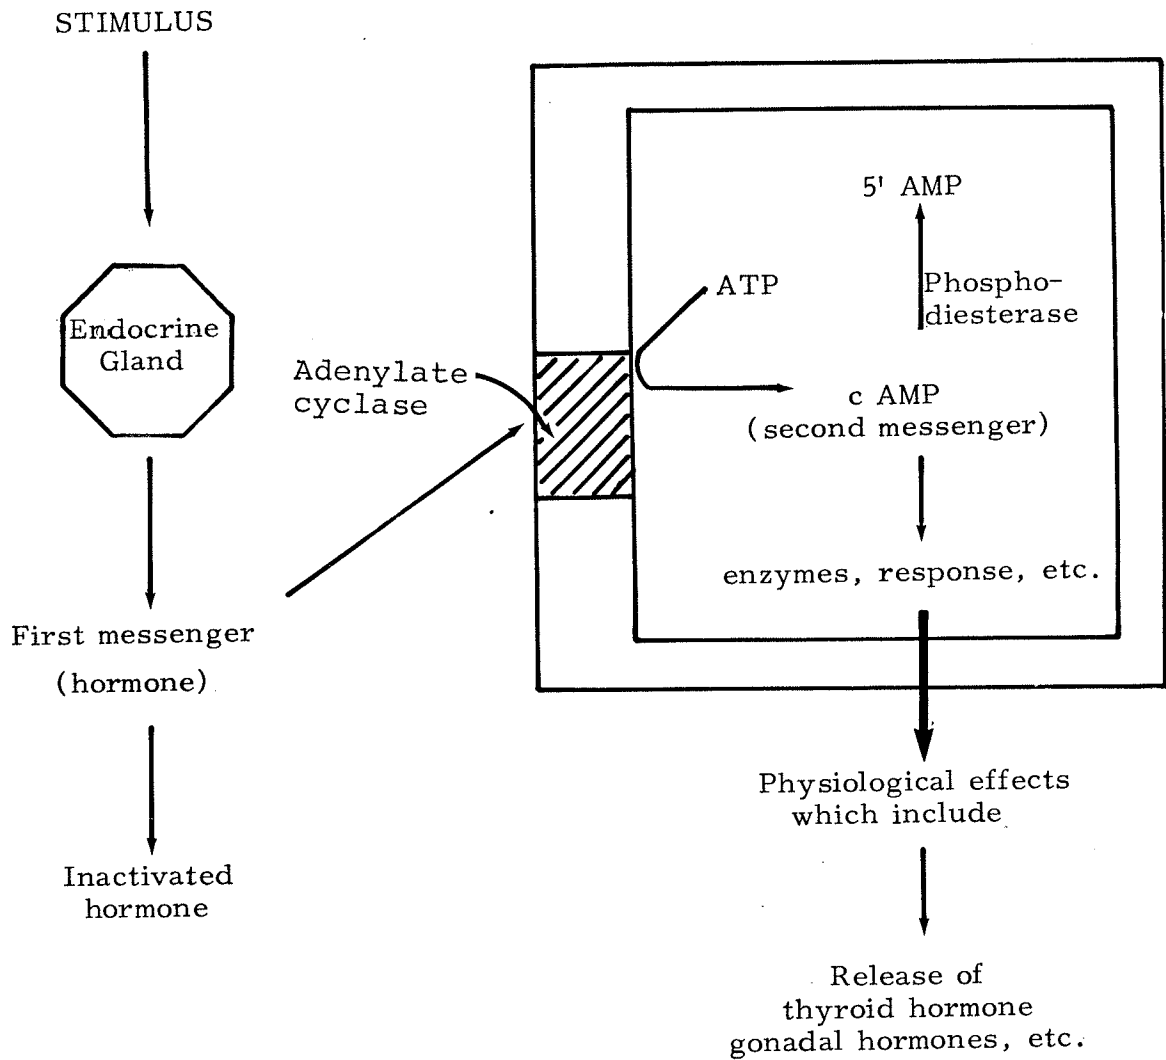 STIMULUS
Endocrine
Gland
First messenger
(hormone)
Inactivated
hormone
Adenylate
cyclase
5' AMP
Phospho-
diesterase
ATP
c AMP
(second messenger)
enzymes, response, etc.
Physiological effects
which include
Release of
thyroid hormone
gonadal hormones, etc.